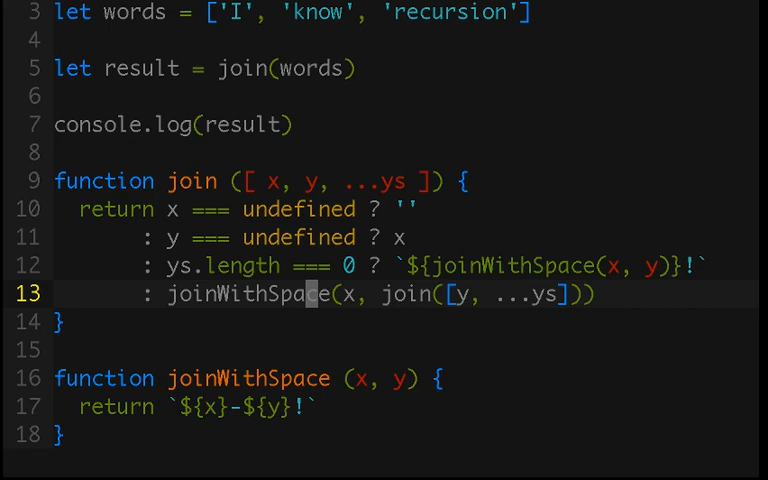 3 let words = ['I', 'know', 'recursion']
4
5 let result = join(words)
6
7 console.log(result)
8
9 function join ([ x, y, ...ys ]) {
10 return x === undefined ? ''
11 : y === undefined ? x
12 : ys.length === 0 ? `${joinWithSpace(x, y)}!`
13 : joinWithSpace(x, join([y, ...ys]))
14 }
15
16 function joinWithSpace (x, y) {
17 return `${x}-${y}!`
18 }